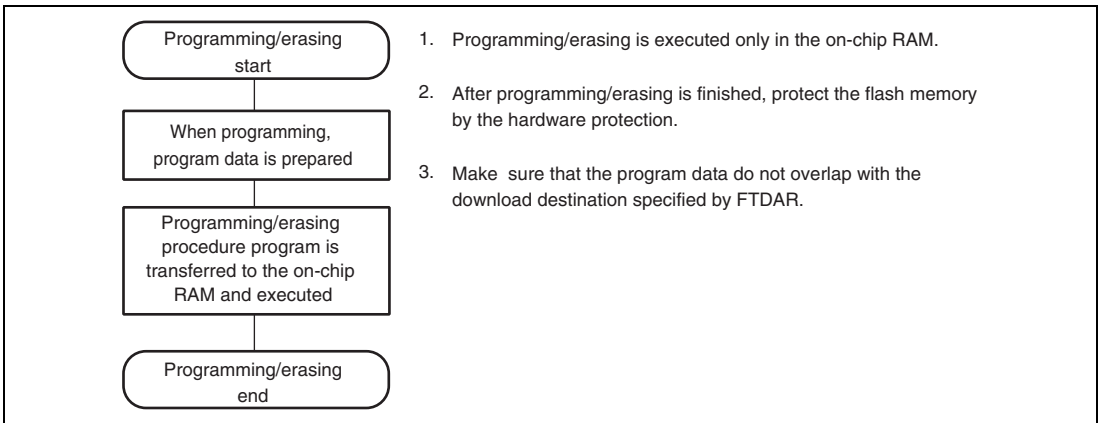 Programming/erasing
start
When programming,
program data is prepared
Programming/erasing
procedure program is
transferred to the on-chip
RAM and executed
Programming/erasing
end
1. Programming/erasing is executed only in the on-chip RAM.
2. After programming/erasing is finished, protect the flash memory
by the hardware protection.
3. Make sure that the program data do not overlap with the
download destination specified by FTDAR.